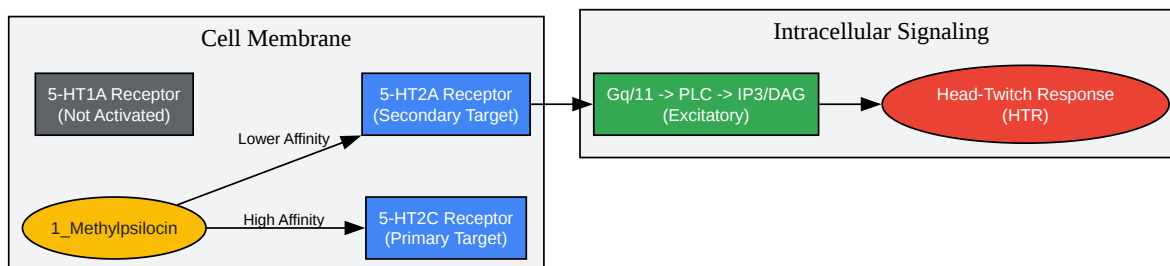 Cell Membrane
5-HT1A Receptor
(Not Activated)
5-HT2A Receptor
(Secondary Target)
Lower Affinity
1_Methylpsilocin
High Affinity
5-HT2C Receptor
(Primary Target)
Intracellular Signaling
Gq/11 -> PLC -> IP3/DAG
(Excitatory)
Head-Twitch Response
(HTR)